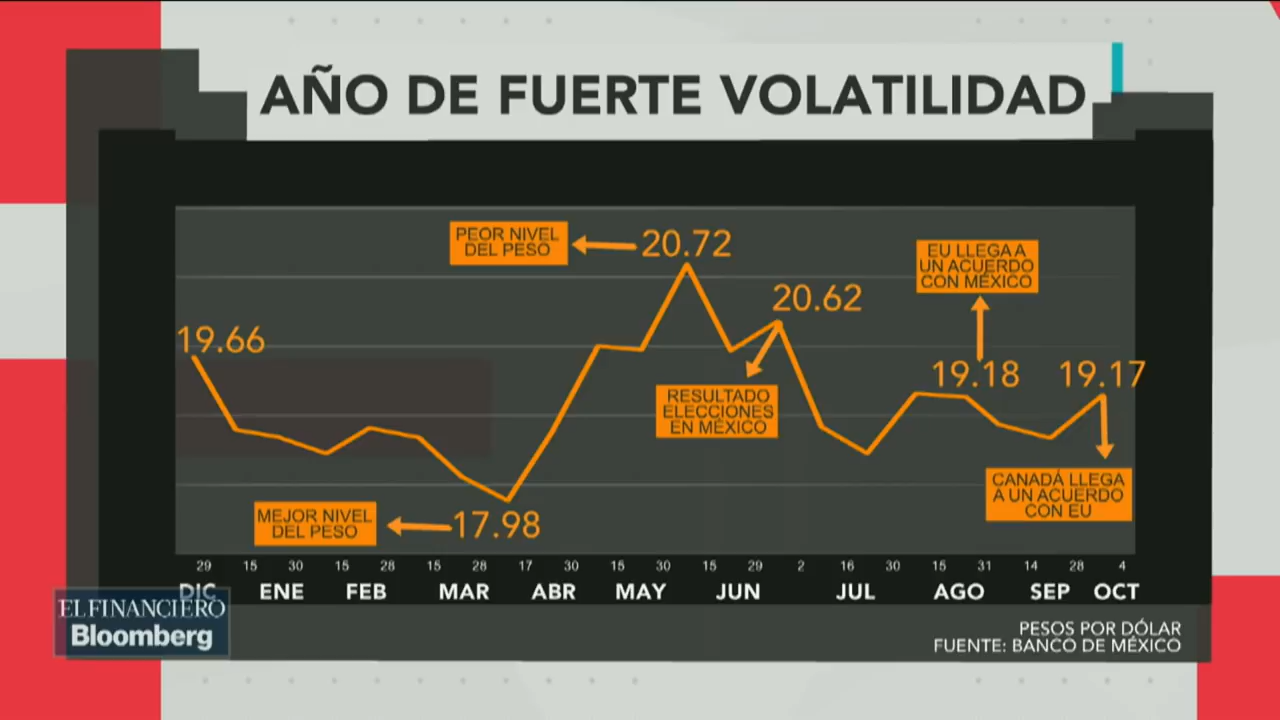 AÑO DE FUERTE VOLATILIDAD
PEOR NIVEL
DEL PESO
20.72
EU LLEGA A
UN ACUERDO
CON MÉXICO
20.62
19.66
19.18
19.17
RESULTADO
ELECCIONES
EN MÉXICO
CANADÁ LLEGA
A UN ACUERDO
CON EU
MEJOR NIVEL
DEL PESO
17.98
29 15 30 15 28 15 28 17 30 15 30 15 29 2 16 30 15 31 14 28 4
DIC ENE FEB MAR ABR MAY JUN JUL AGO SEP OCT
EL FINANCIERO
Bloomberg
PESOS POR DÓLAR
FUENTE: BANCO DE MÉXICO